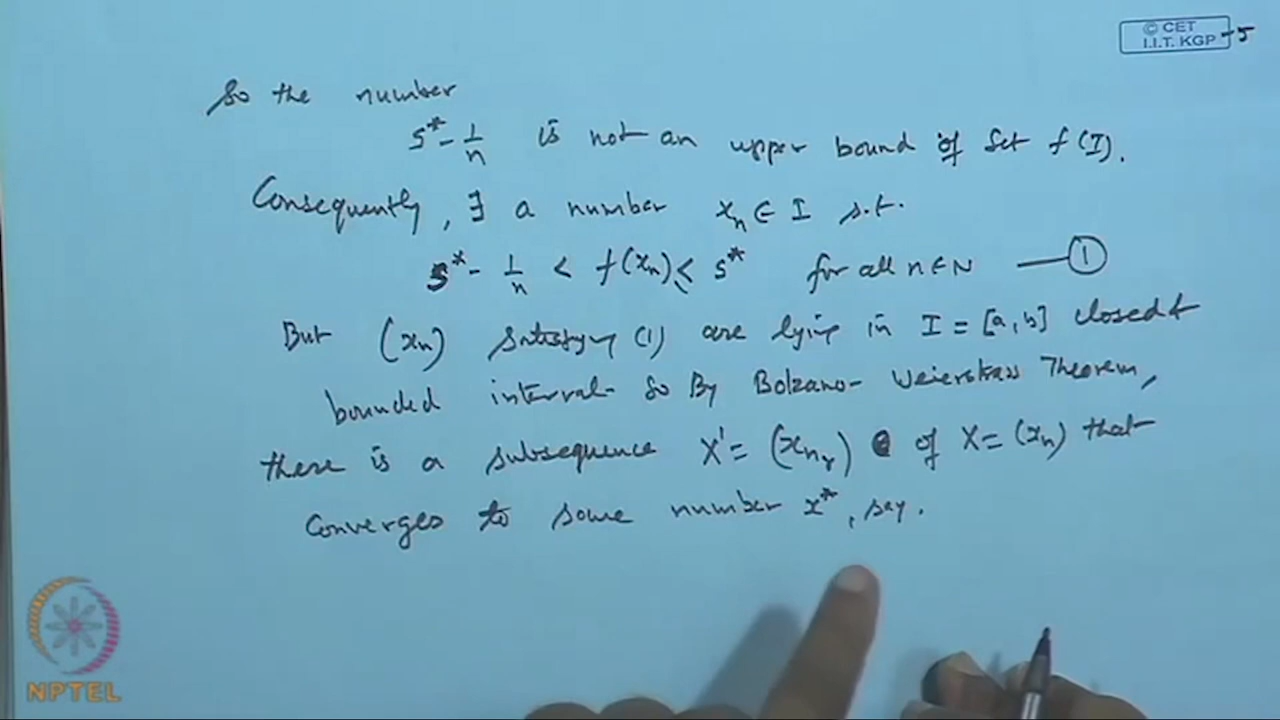 © CET
I.I.T. KGP
-5
So the number
s* - 1/n is not an upper bound of set f(I).
Consequently, ∃ a number xₙ ∈ I s.t.
s* - 1/n < f(xₙ) ≤ s* for all n ∈ N — ①
But (xₙ) satisfyn (1) are lying in I = [a, b] closed &
bounded interval. So By Bolzano-Weierstrass Theorem,
there is a subsequence X' = (xₙᵣ) of X = (xₙ) that
converges to some number x*, say.
NPTEL